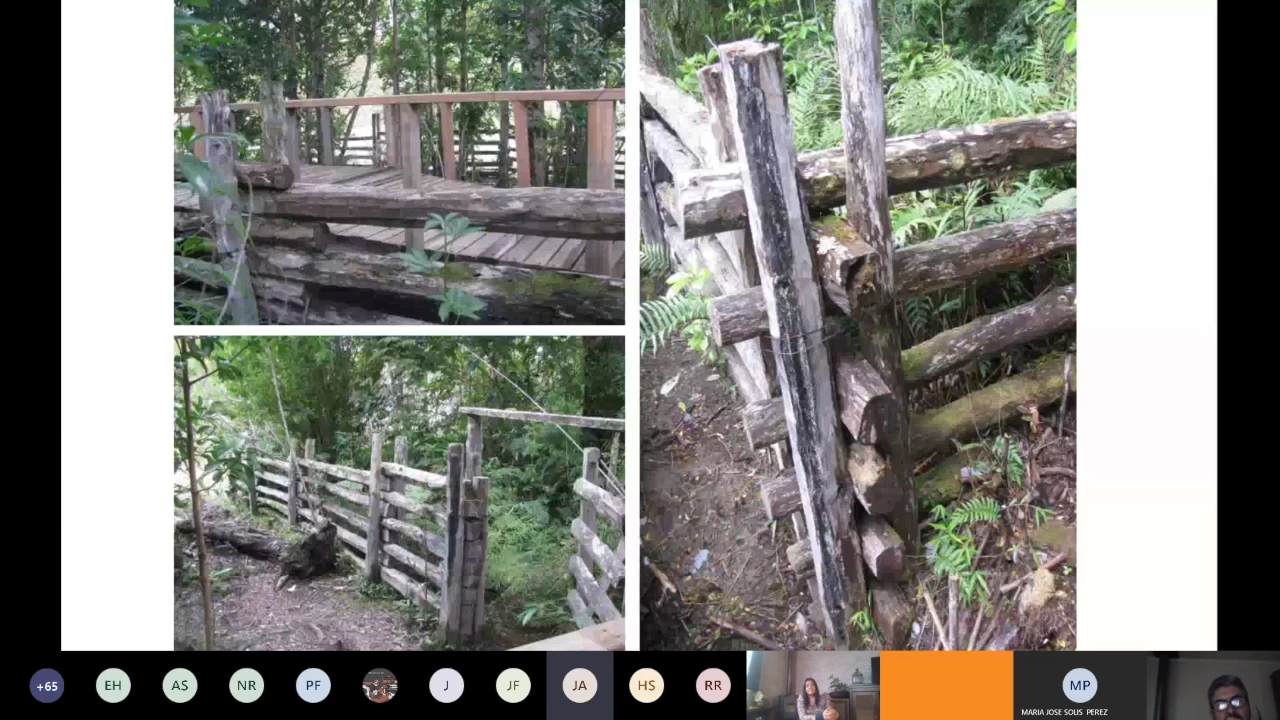 +65
EH
AS
NR
PF
J
JF
JA
HS
RR
MP
MARIA JOSE SOLIS PEREZ